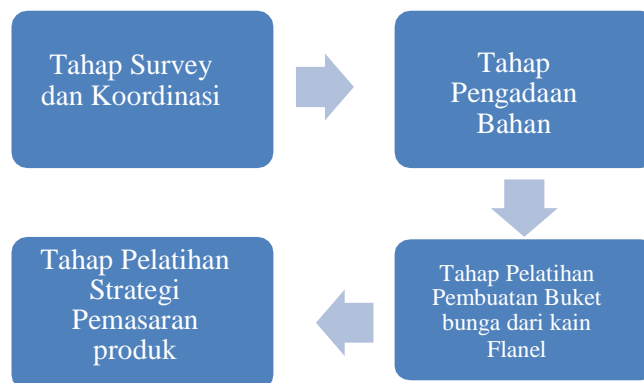 Tahap Survey
dan Koordinasi
Tahap
Pengadaan
Bahan
Tahap Pelatihan
Pembuatan Buket
bunga dari kain
Flanel
Tahap Pelatihan
Strategi
Pemasaran
produk